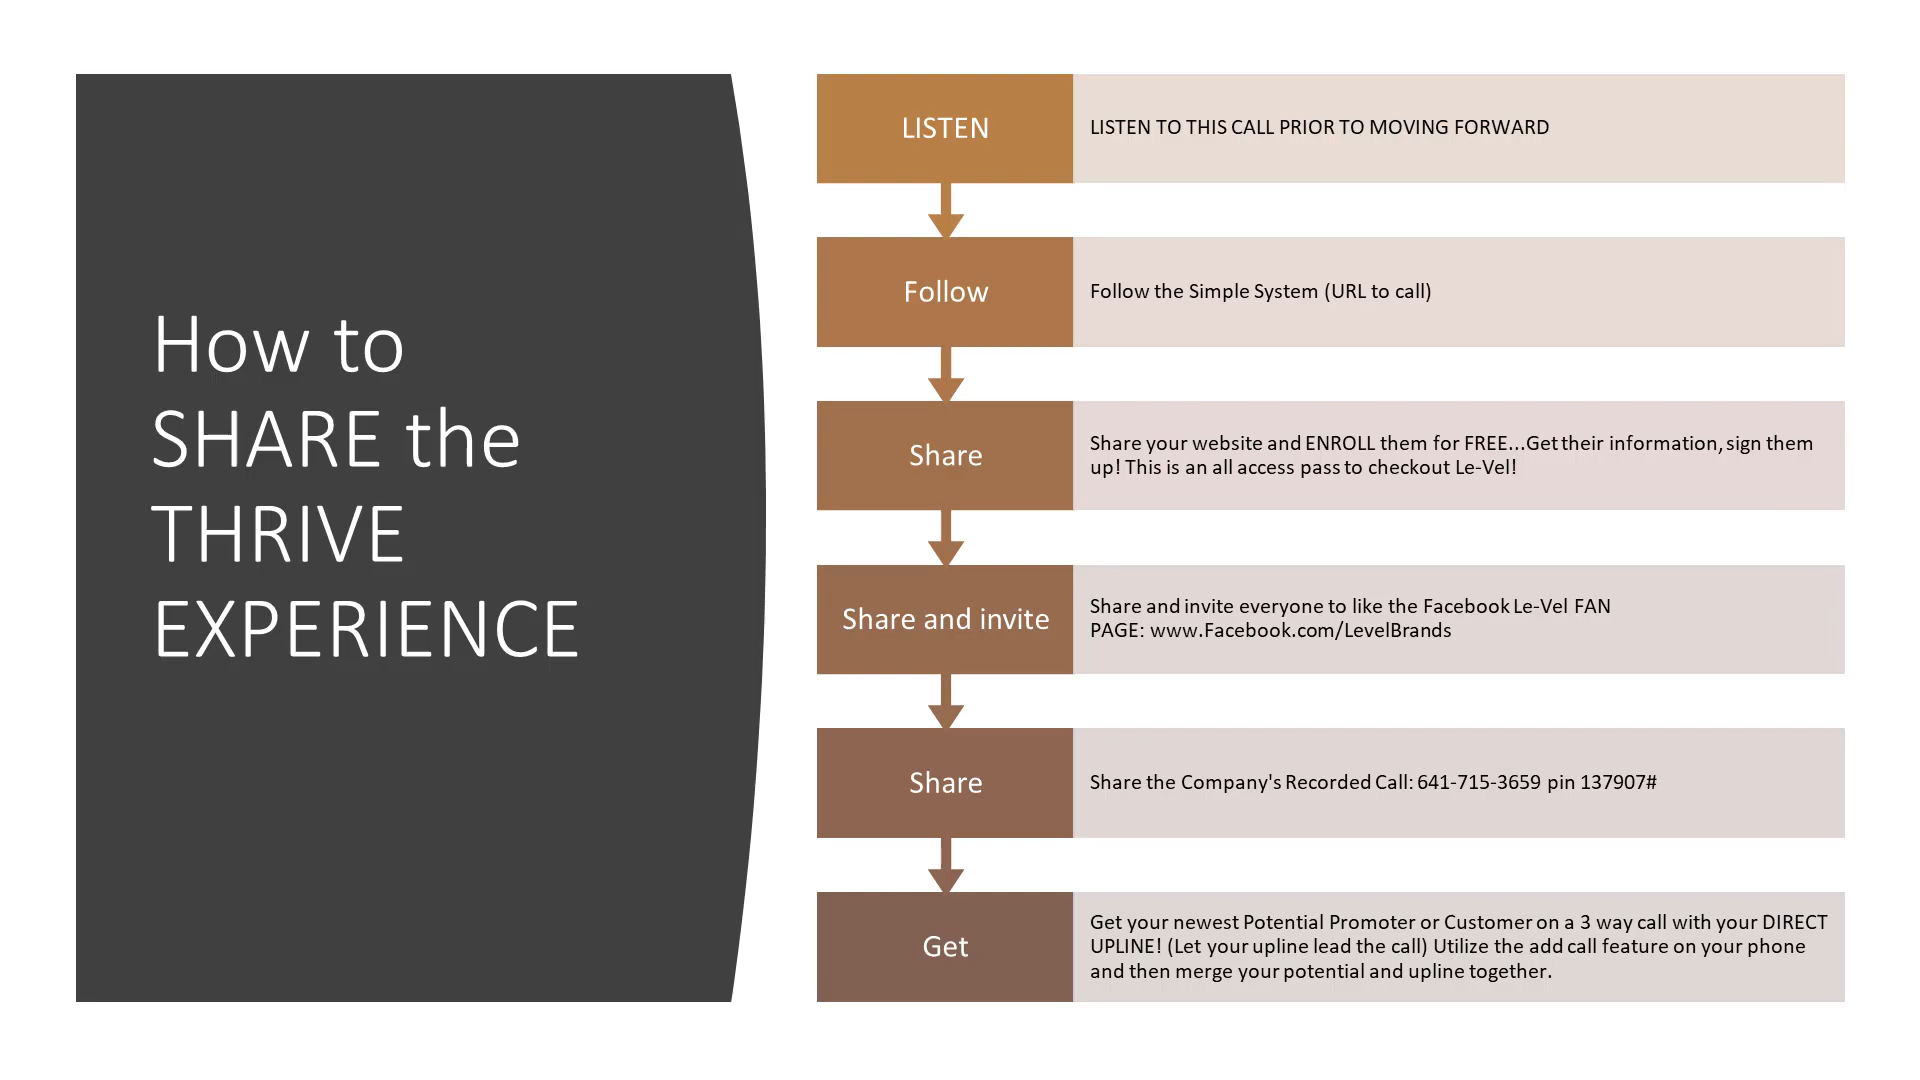 How to
SHARE the
THRIVE
EXPERIENCE
LISTEN
LISTEN TO THIS CALL PRIOR TO MOVING FORWARD
Follow
Follow the Simple System (URL to call)
Share
Share your website and ENROLL them for FREE...Get their information, sign them
up! This is an all access pass to checkout Le-Vel!
Share and invite
Share and invite everyone to like the Facebook Le-Vel FAN
PAGE: www.Facebook.com/LevelBrands
Share
Share the Company's Recorded Call: 641-715-3659 pin 137907#
Get
Get your newest Potential Promoter or Customer on a 3 way call with your DIRECT
UPLINE! (Let your upline lead the call) Utilize the add call feature on your phone
and then merge your potential and upline together.